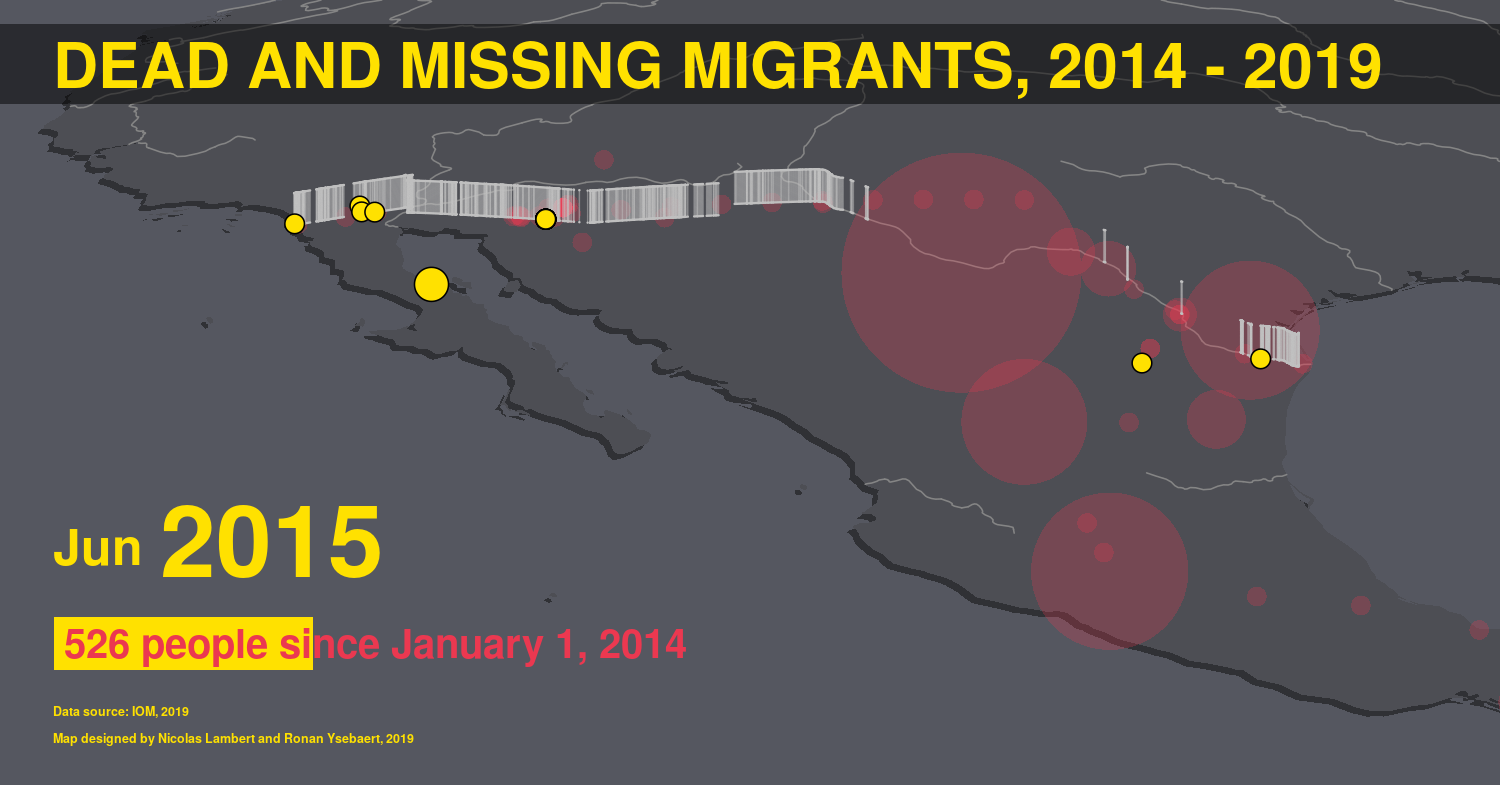 DEAD AND MISSING MIGRANTS, 2014 - 2019
Jun 2015
526 people since January 1, 2014
Data source: IOM, 2019
Map designed by Nicolas Lambert and Ronan Ysebaert, 2019